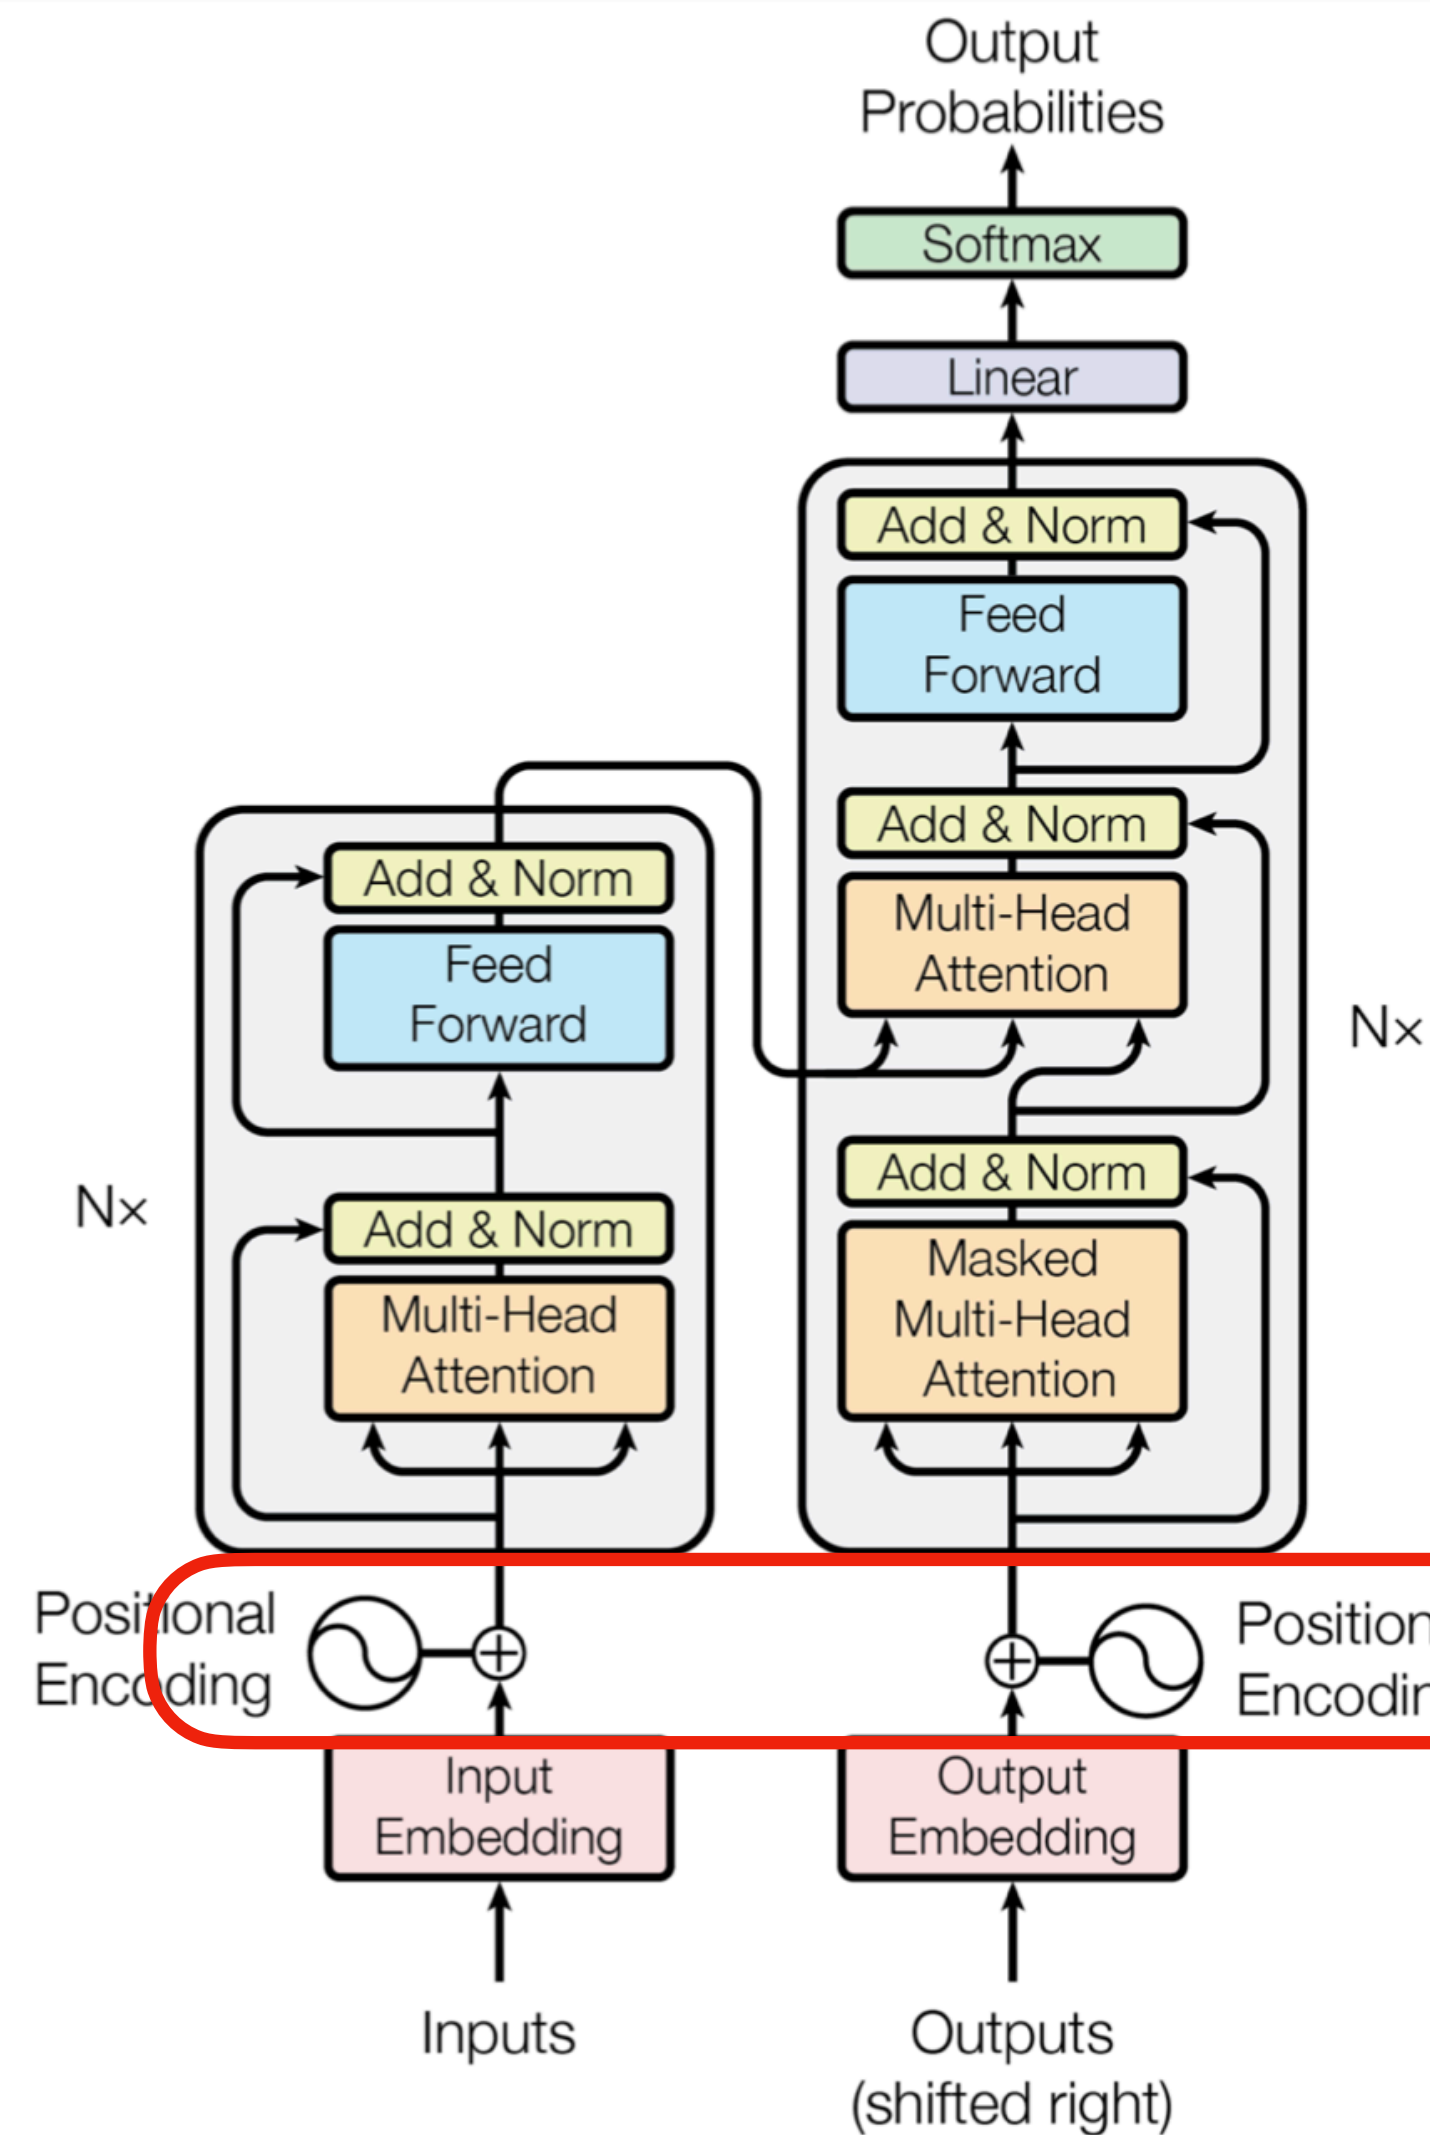 Output
Probabilities
Softmax
Linear
Add & Norm
Feed
Forward
Add & Norm
Multi-Head
Attention
Nx
Add & Norm
Masked
Multi-Head
Attention
Add & Norm
Feed
Forward
Nx
Add & Norm
Multi-Head
Attention
Positional
Encoding
Position
Encodin
Input
Embedding
Output
Embedding
Inputs
Outputs
(shifted right)